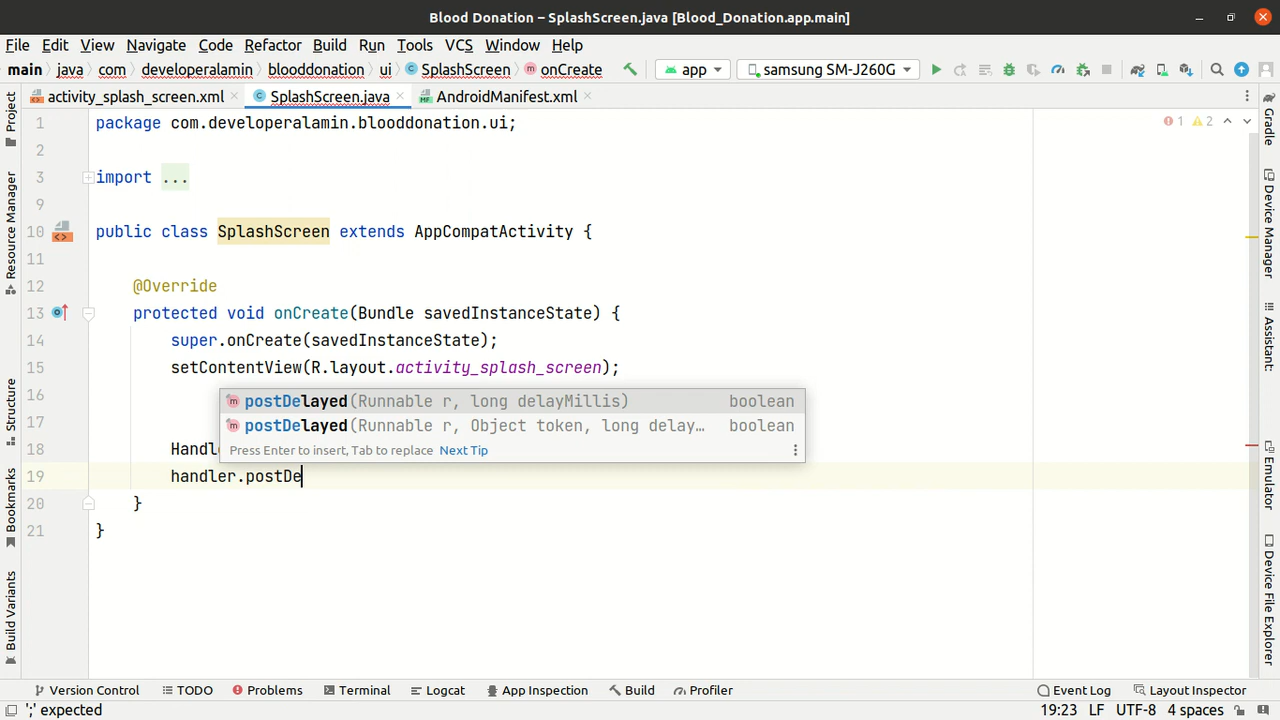 Blood Donation – SplashScreen.java [Blood_Donation.app.main]
File Edit View Navigate Code Refactor Build Run Tools VCS Window Help
main java com developeralamin blooddonation ui SplashScreen onCreate app samsung SM-J260G
activity_splash_screen.xml SplashScreen.java AndroidManifest.xml
1 package com.developeralamin.blooddonation.ui; 1 2
2
3 import ...
9
10 public class SplashScreen extends AppCompatActivity {
11
12 @Override
13 protected void onCreate(Bundle savedInstanceState) {
14 super.onCreate(savedInstanceState);
15 setContentView(R.layout.activity_splash_screen);
16 postDelayed(Runnable r, long delayMillis) boolean
17 postDelayed(Runnable r, Object token, long delay… boolean
Press Enter to insert, Tab to replace Next Tip
18 Handl
19 handler.postDe
20 }
21 }
Project
Resource Manager
Structure
Bookmarks
Build Variants
Gradle
Device Manager
Assistant:
Emulator
Device File Explorer
Version Control TODO Problems Terminal Logcat App Inspection Build Profiler Event Log Layout Inspector
';' expected 19:23 LF UTF-8 4 spaces